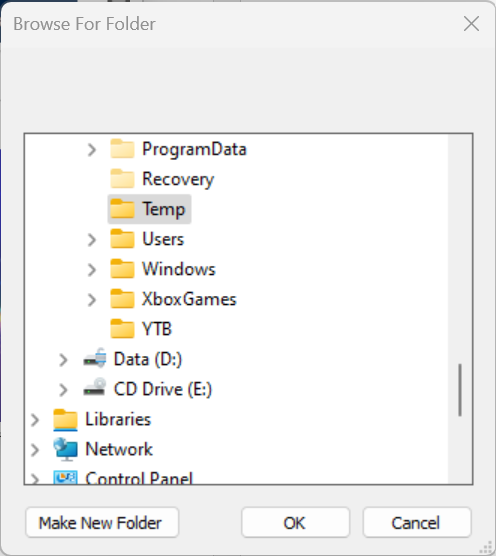 Browse For Folder
ProgramData
Recovery
Temp
Users
Windows
XboxGames
YTB
Data (D:)
CD Drive (E:)
Libraries
Network
Control Panel
Make New Folder
OK
Cancel